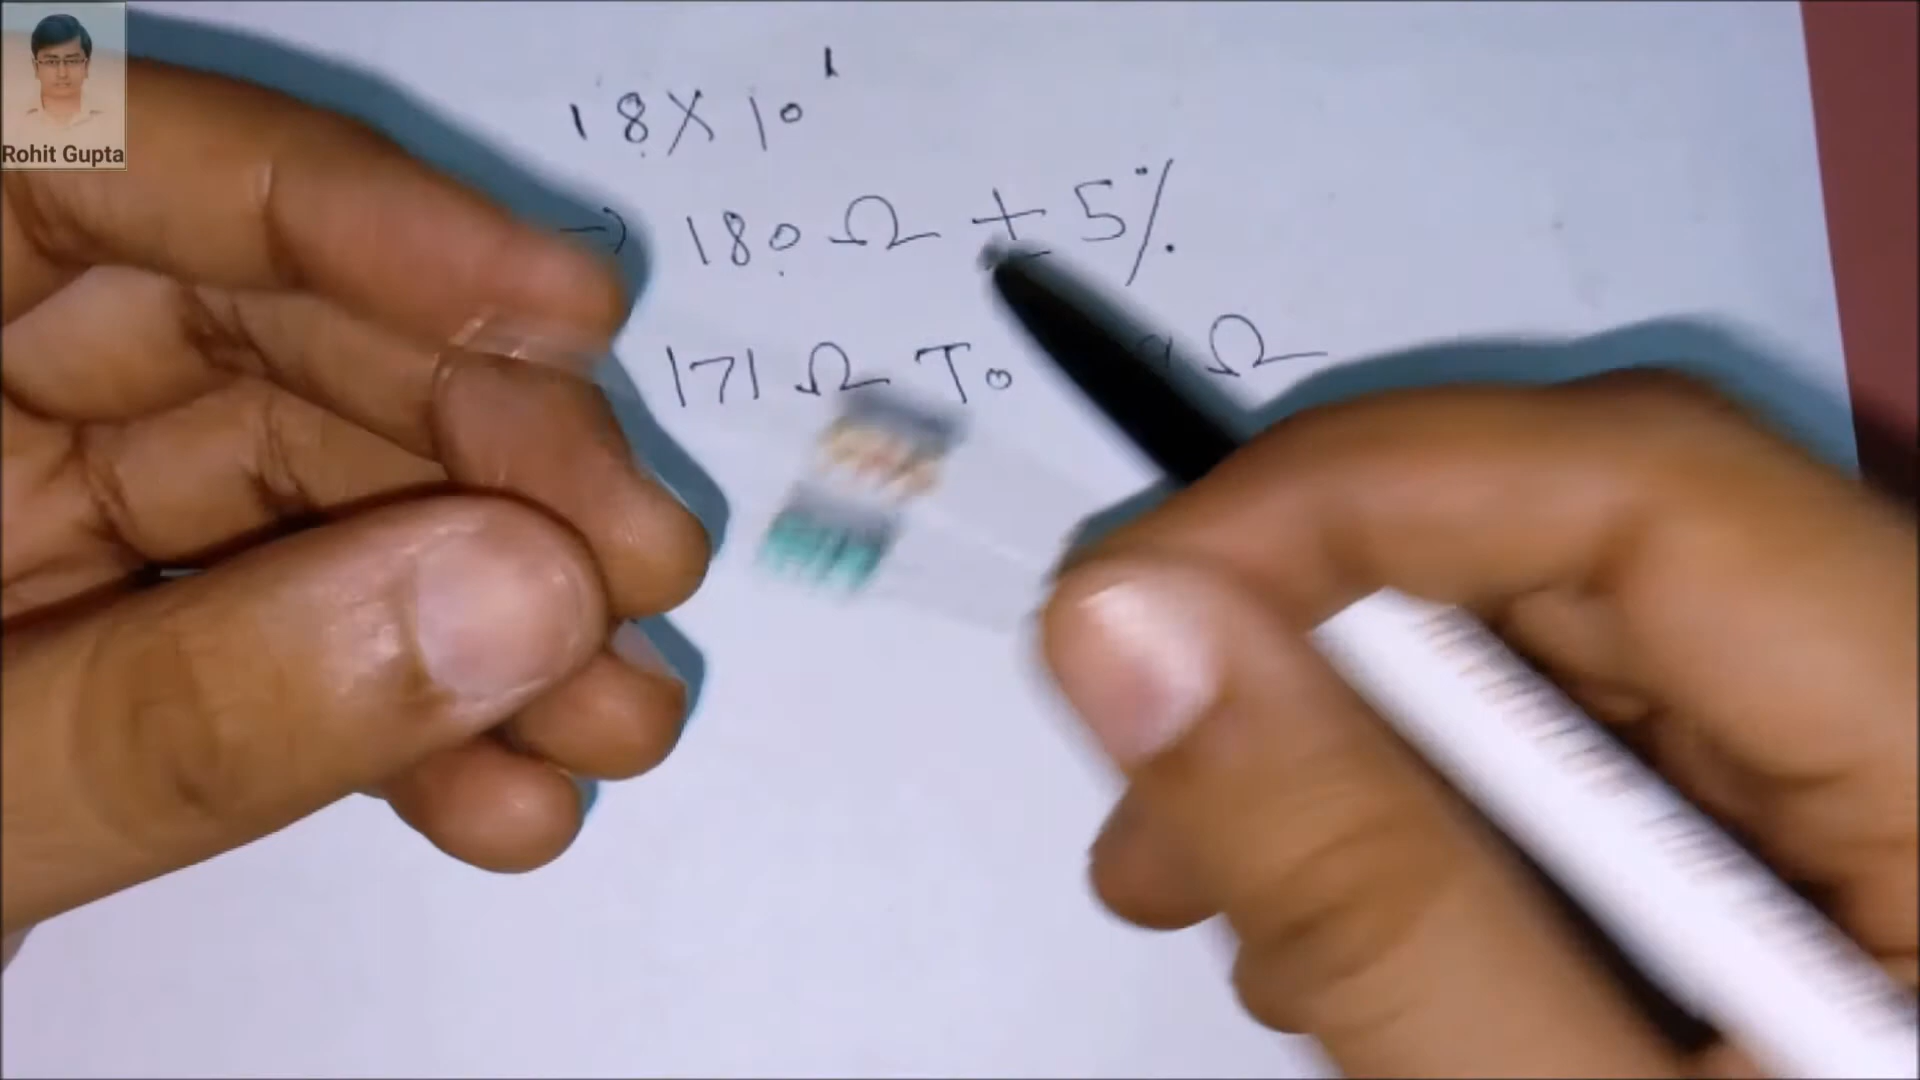 Rohit Gupta
18 X 10¹
→ 180 Ω ± 5%
171 Ω To Ω